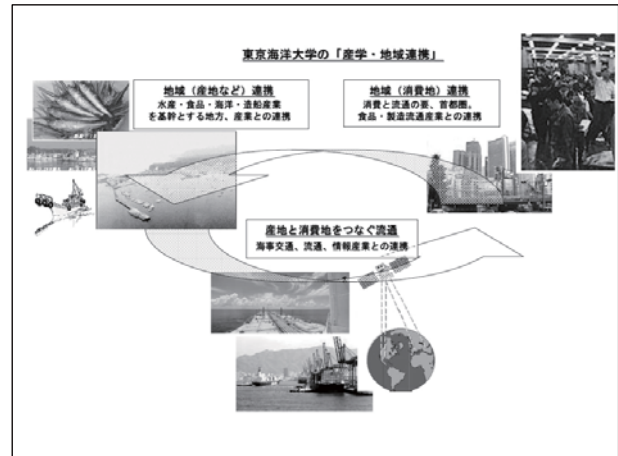 東京海洋大学の「産学・地域連携」
地域（産地など）連携
水産・食品・海洋・造船産業
を基幹とする地方、産業との連携
地域（消費地）連携
消費と流通の要、首都圏。
食品・製造流通産業との連携
産地と消費地をつなぐ流通
海事交通、流通、情報産業との連携